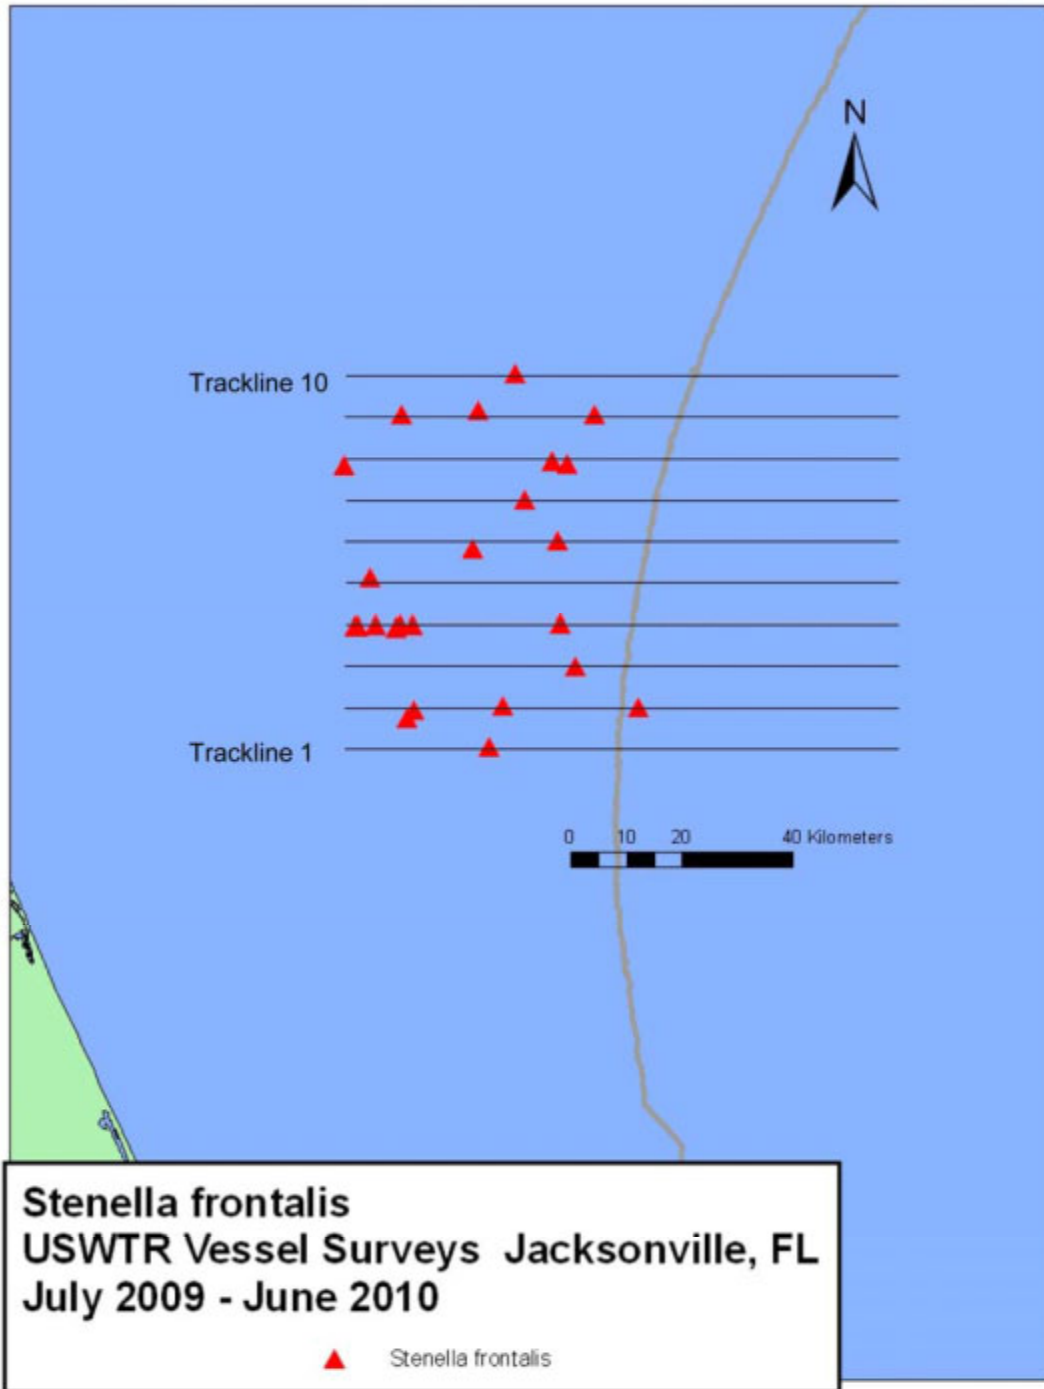 N
Trackline 10
Trackline 1
0 10 20 40 Kilometers
Stenella frontalis
USWTR Vessel Surveys Jacksonville, FL
July 2009 - June 2010
Stenella frontalis